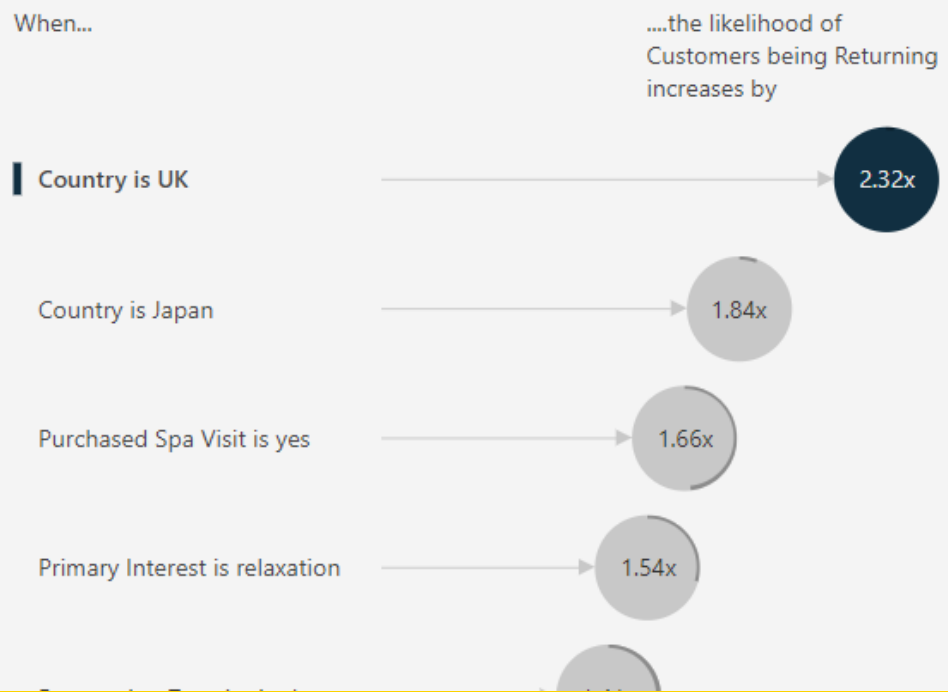 When...
....the likelihood of
Customers being Returning
increases by
Country is UK
2.32x
Country is Japan
1.84x
Purchased Spa Visit is yes
1.66x
Primary Interest is relaxation
1.54x